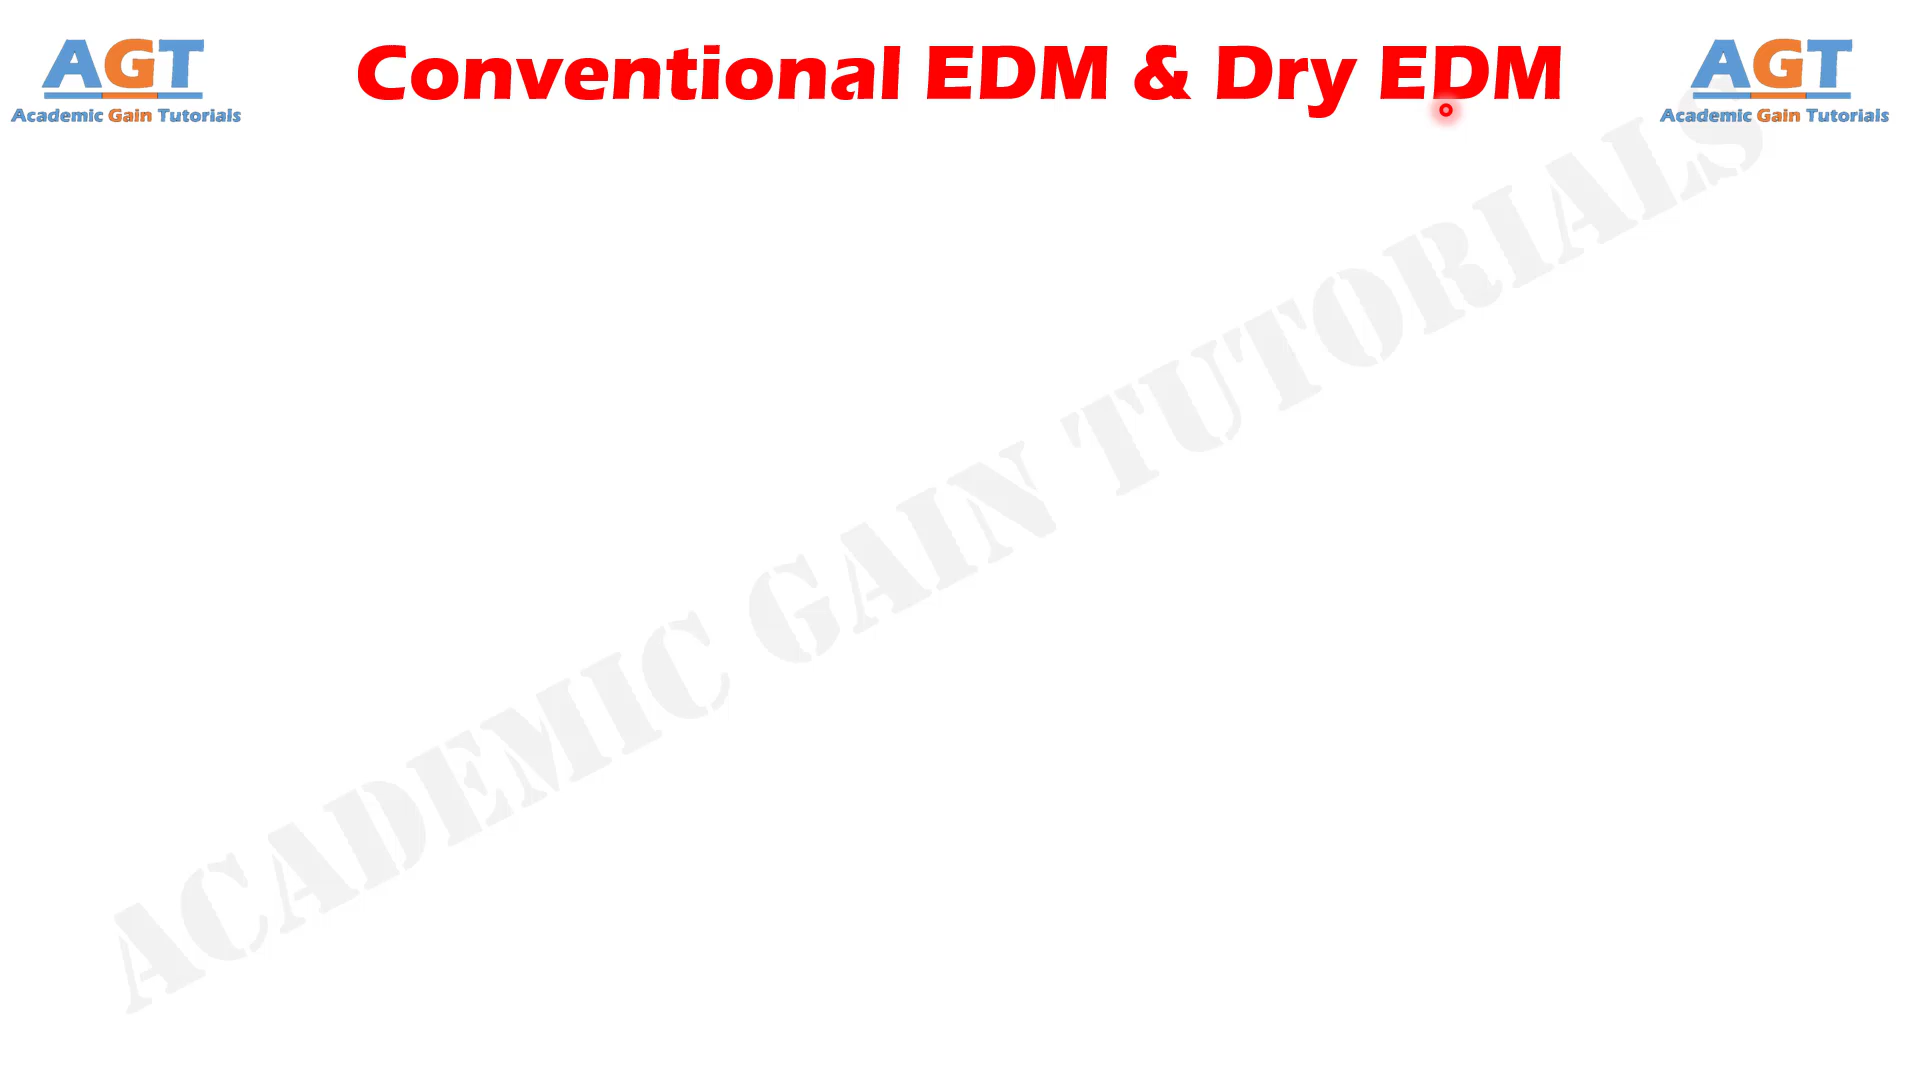 AGT
Academic Gain Tutorials
Conventional EDM & Dry EDM
AGT
Academic Gain Tutorials
ACADEMIC GAIN TUTORIALS